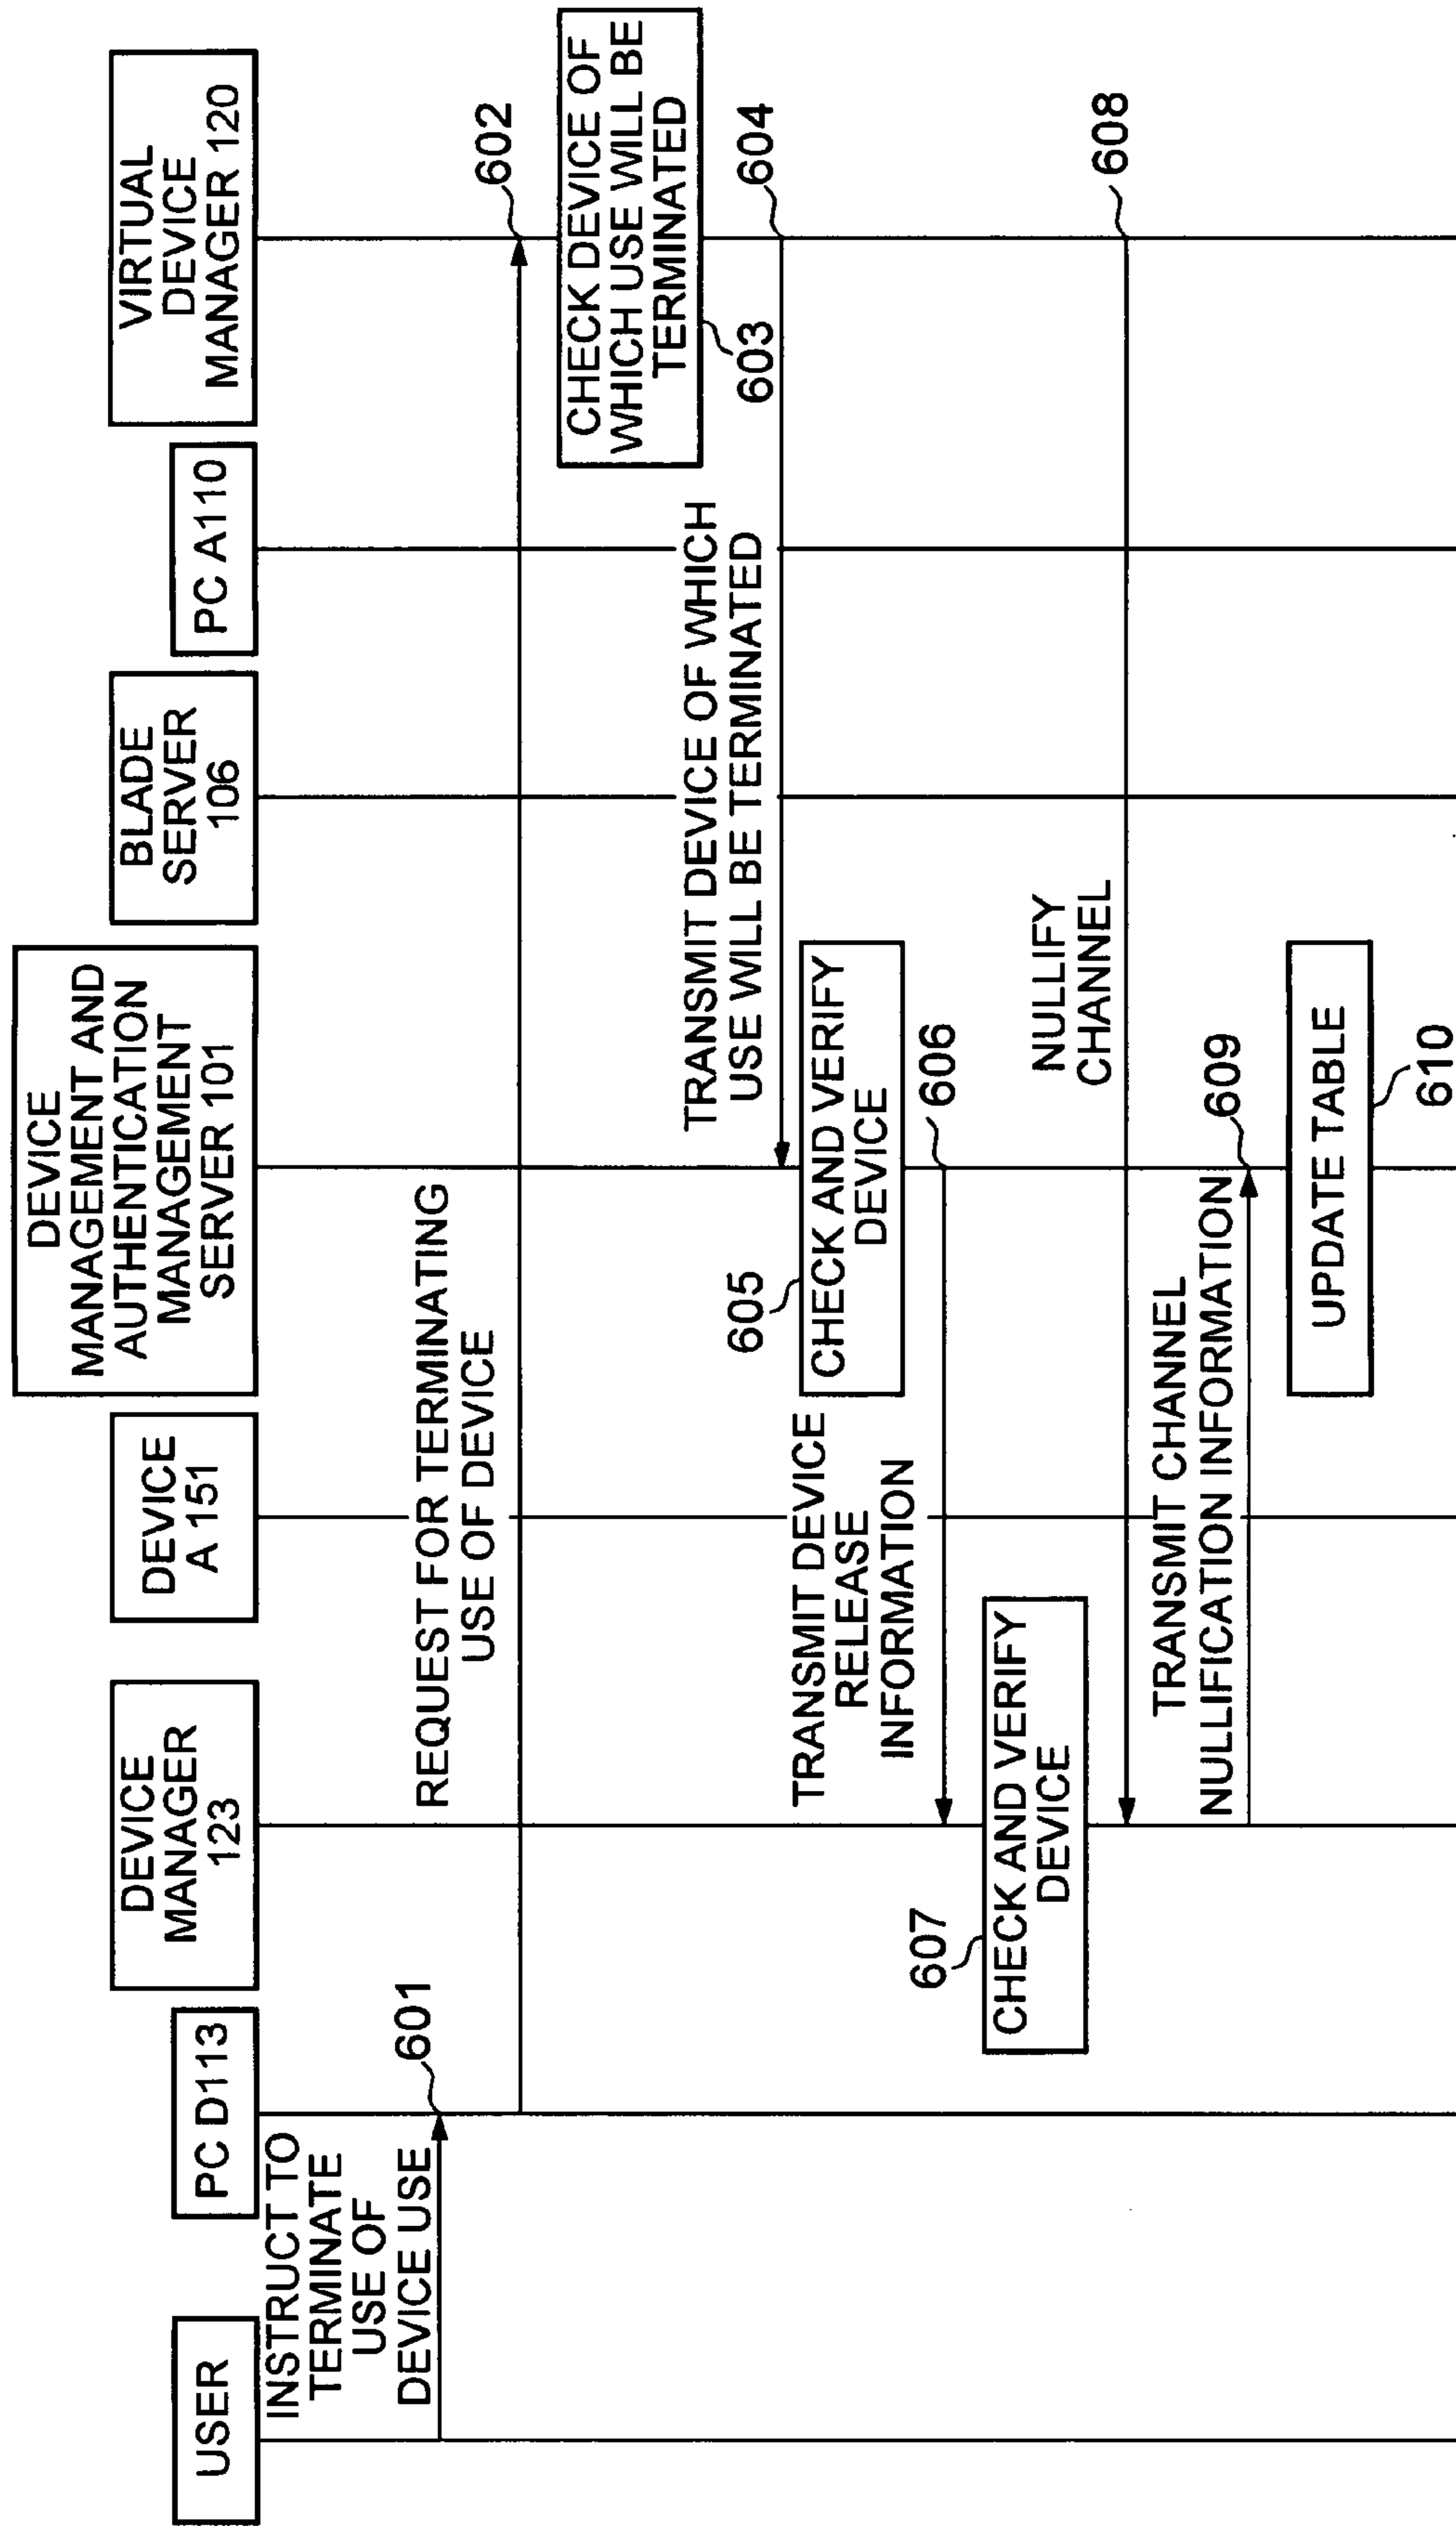 USER
PC D113
DEVICE
MANAGER
123
DEVICE
A 151
DEVICE
MANAGEMENT AND
AUTHENTICATION
MANAGEMENT
SERVER 101
BLADE
SERVER
106
PC A110
VIRTUAL
DEVICE
MANAGER 120
INSTRUCT TO
TERMINATE
USE OF
DEVICE USE
601
REQUEST FOR TERMINATING
USE OF DEVICE
602
CHECK DEVICE OF
WHICH USE WILL BE
TERMINATED
603
TRANSMIT DEVICE OF WHICH
USE WILL BE TERMINATED
604
605
CHECK AND VERIFY
DEVICE
TRANSMIT DEVICE
RELEASE
INFORMATION
606
607
CHECK AND VERIFY
DEVICE
NULLIFY
CHANNEL
608
TRANSMIT CHANNEL
NULLIFICATION INFORMATION
609
UPDATE TABLE
610